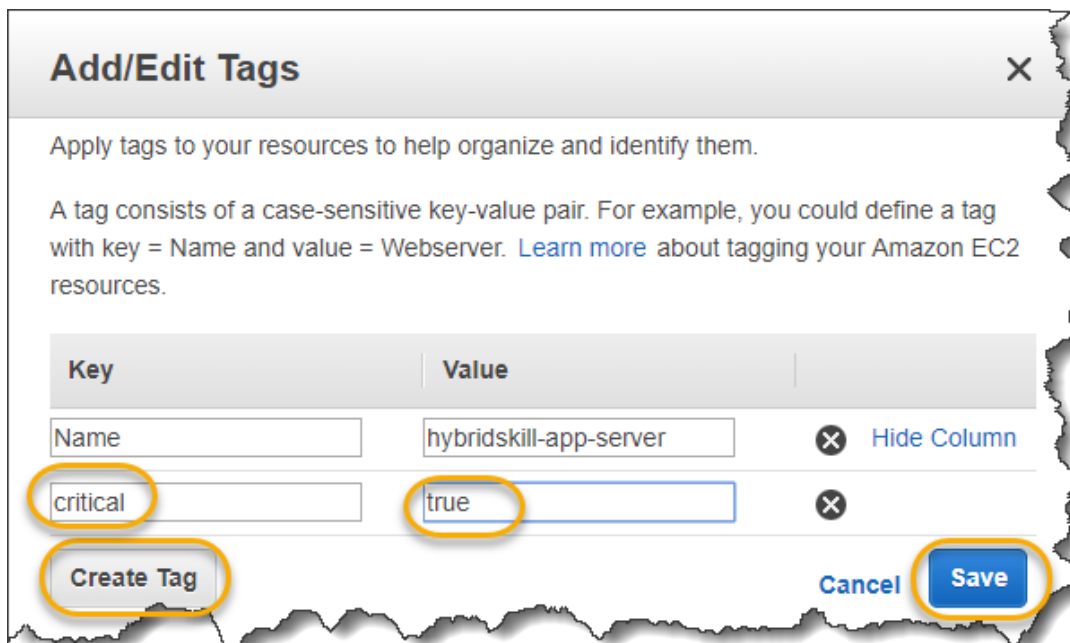 Add/Edit Tags
Apply tags to your resources to help organize and identify them.
A tag consists of a case-sensitive key-value pair. For example, you could define a tag
with key = Name and value = Webserver. Learn more about tagging your Amazon EC2
resources.
Key Value
Name hybridskill-app-server Hide Column
critical true
Create Tag Cancel Save